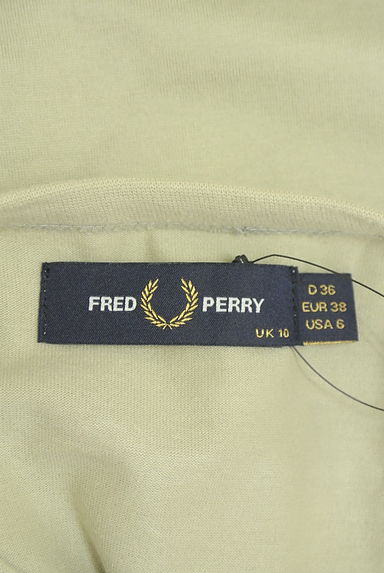 FRED PERRY
UK 10
D 36
EUR 38
USA 6